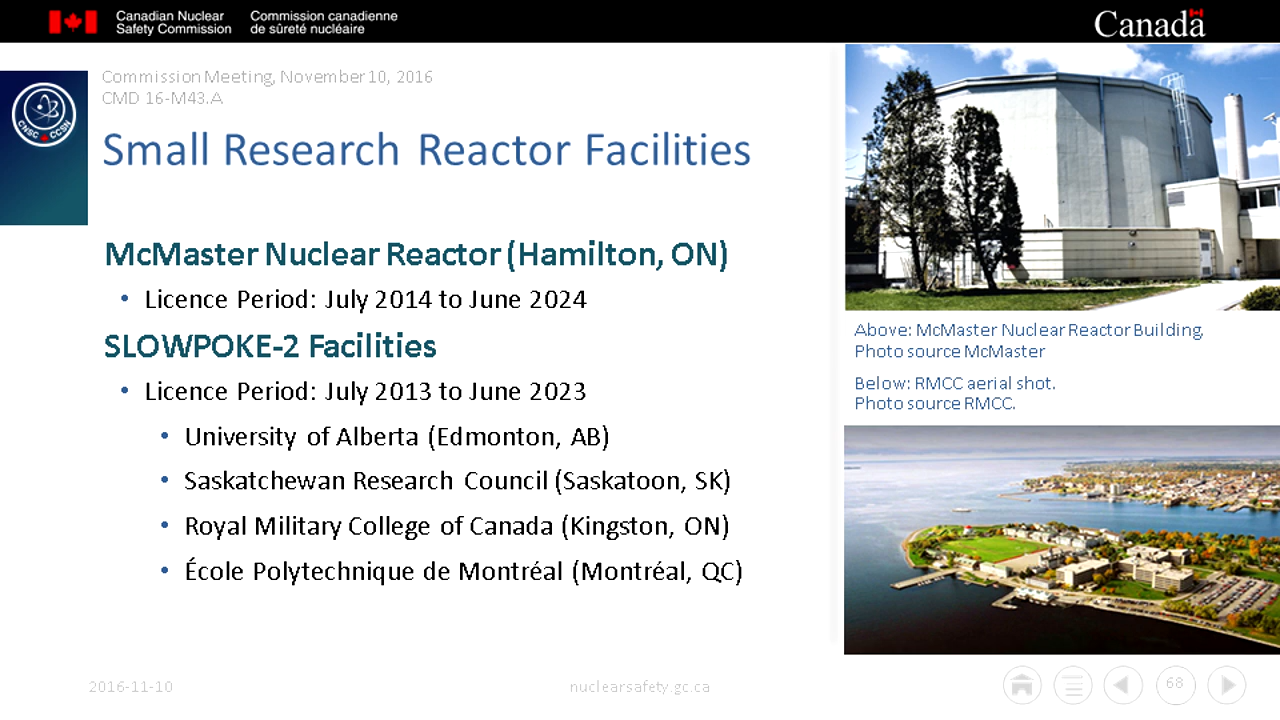 Canadian Nuclear Safety Commission
Commission canadienne de sûreté nucléaire
Canada
Commission Meeting, November 10, 2016
CMD 16-M43.A
CNSC CCSN
Small Research Reactor Facilities
McMaster Nuclear Reactor (Hamilton, ON)
• Licence Period: July 2014 to June 2024
SLOWPOKE-2 Facilities
• Licence Period: July 2013 to June 2023
• University of Alberta (Edmonton, AB)
• Saskatchewan Research Council (Saskatoon, SK)
• Royal Military College of Canada (Kingston, ON)
• École Polytechnique de Montréal (Montréal, QC)
Above: McMaster Nuclear Reactor Building.
Photo source McMaster
Below: RMCC aerial shot.
Photo source RMCC.
2016-11-10
nuclearsafety.gc.ca
68